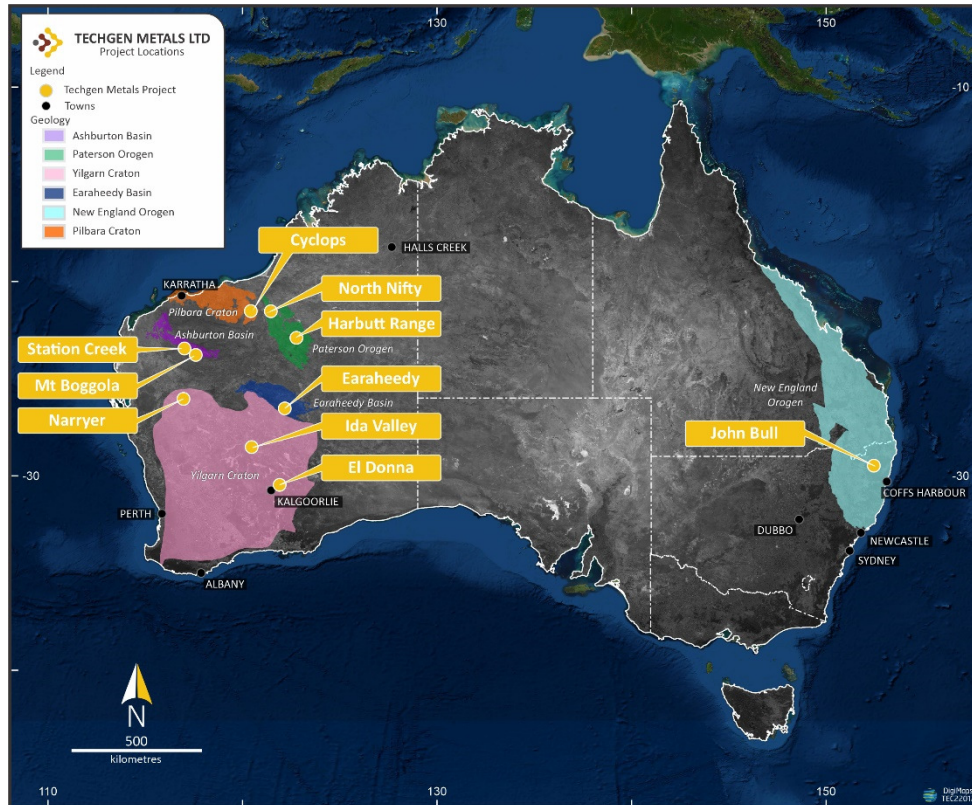 130
150
TECHGEN METALS LTD
Project Locations
Legend
Techgen Metals Project
Towns
Geology
Ashburton Basin
Paterson Orogen
Yilgarn Craton
Earaheedy Basin
New England Orogen
Pilbara Craton
-10
Cyclops
HALLS CREEK
KARRATHA
North Nifty
Pilbara Craton
Harbutt Range
Ashburton Basin
Paterson Orogen
Station Creek
Mt Boggola
Earaheedy
Earaheedy Basin
New England
Orogen
Narryer
Ida Valley
John Bull
El Donna
Yilgarn Craton
-30
KALGOORLIE
COFFS HARBOUR
PERTH
DUBBO
NEWCASTLE
SYDNEY
ALBANY
N
500
kilometres
110
130
150
DigiMaps